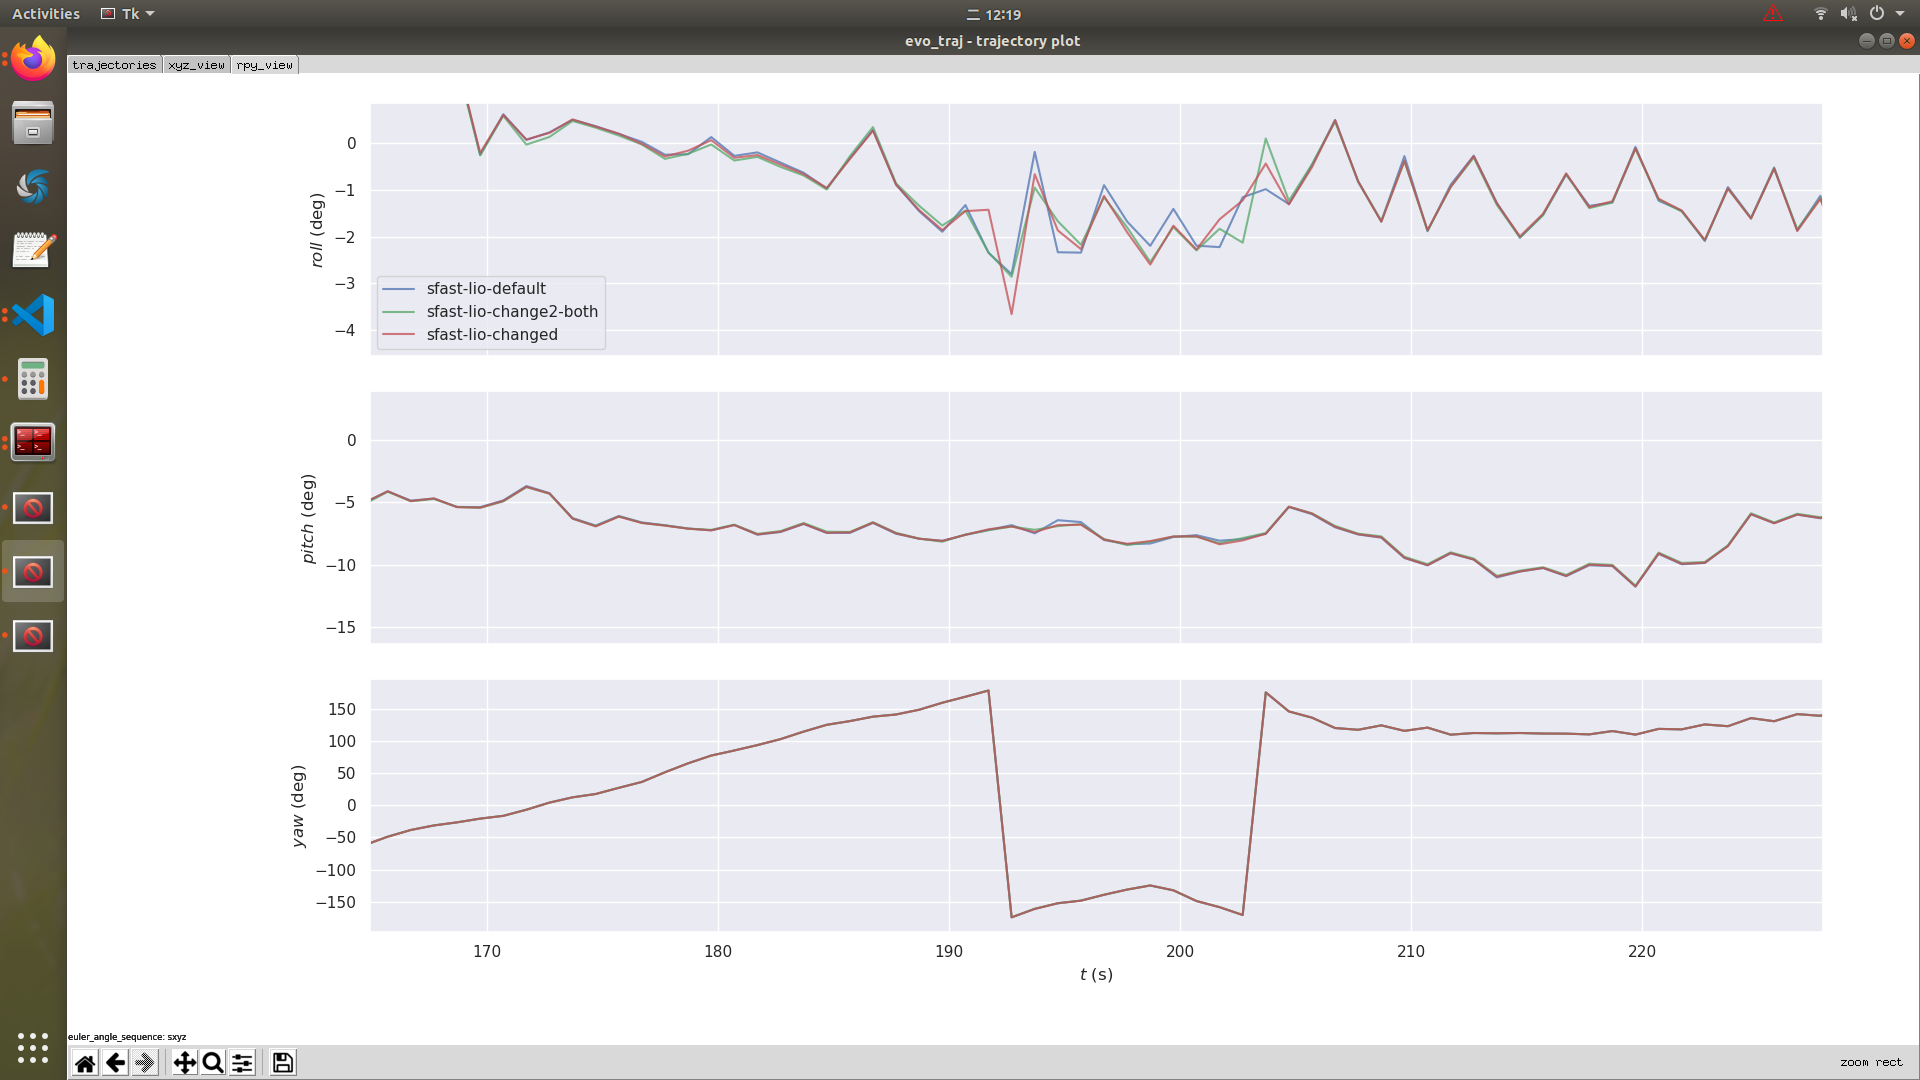 Activities Tk 二 12:19
evo_traj - trajectory plot
trajectories xyz_view rpy_view
0
−1
−2
−3
−4
roll (deg)
sfast-lio-default
sfast-lio-change2-both
sfast-lio-changed
0
−5
−10
−15
pitch (deg)
150
100
50
0
−50
−100
−150
yaw (deg)
170 180 190 200 210 220
t (s)
euler_angle_sequence: sxyz
zoom rect